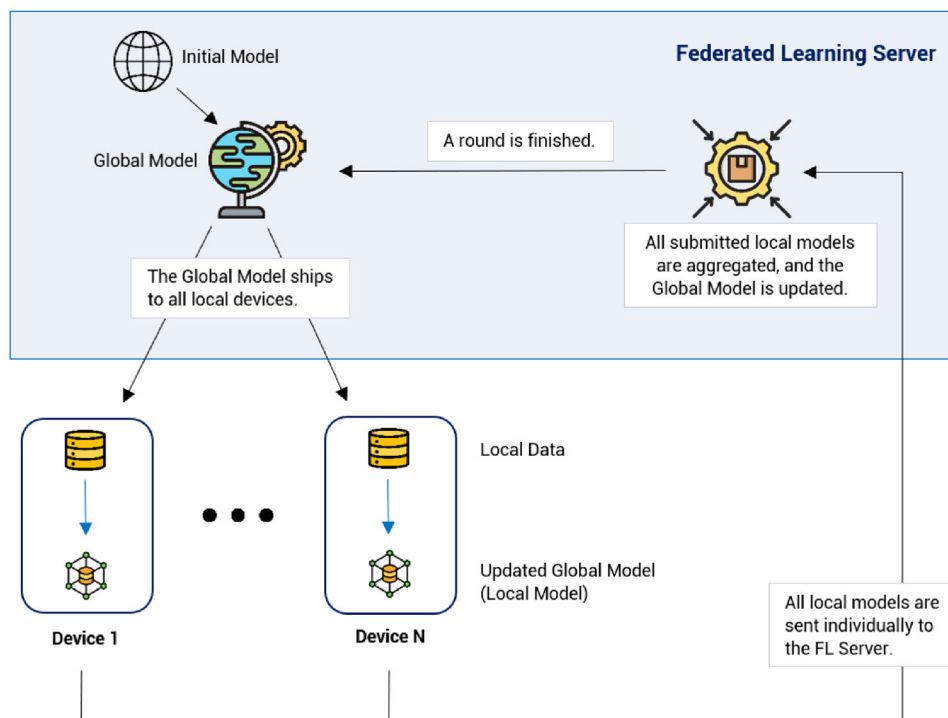 Initial Model
Federated Learning Server
Global Model
A round is finished.
All submitted local models
are aggregated, and the
Global Model is updated.
The Global Model ships
to all local devices.
Local Data
Updated Global Model
(Local Model)
All local models are
sent individually to
the FL Server.
Device 1
Device N